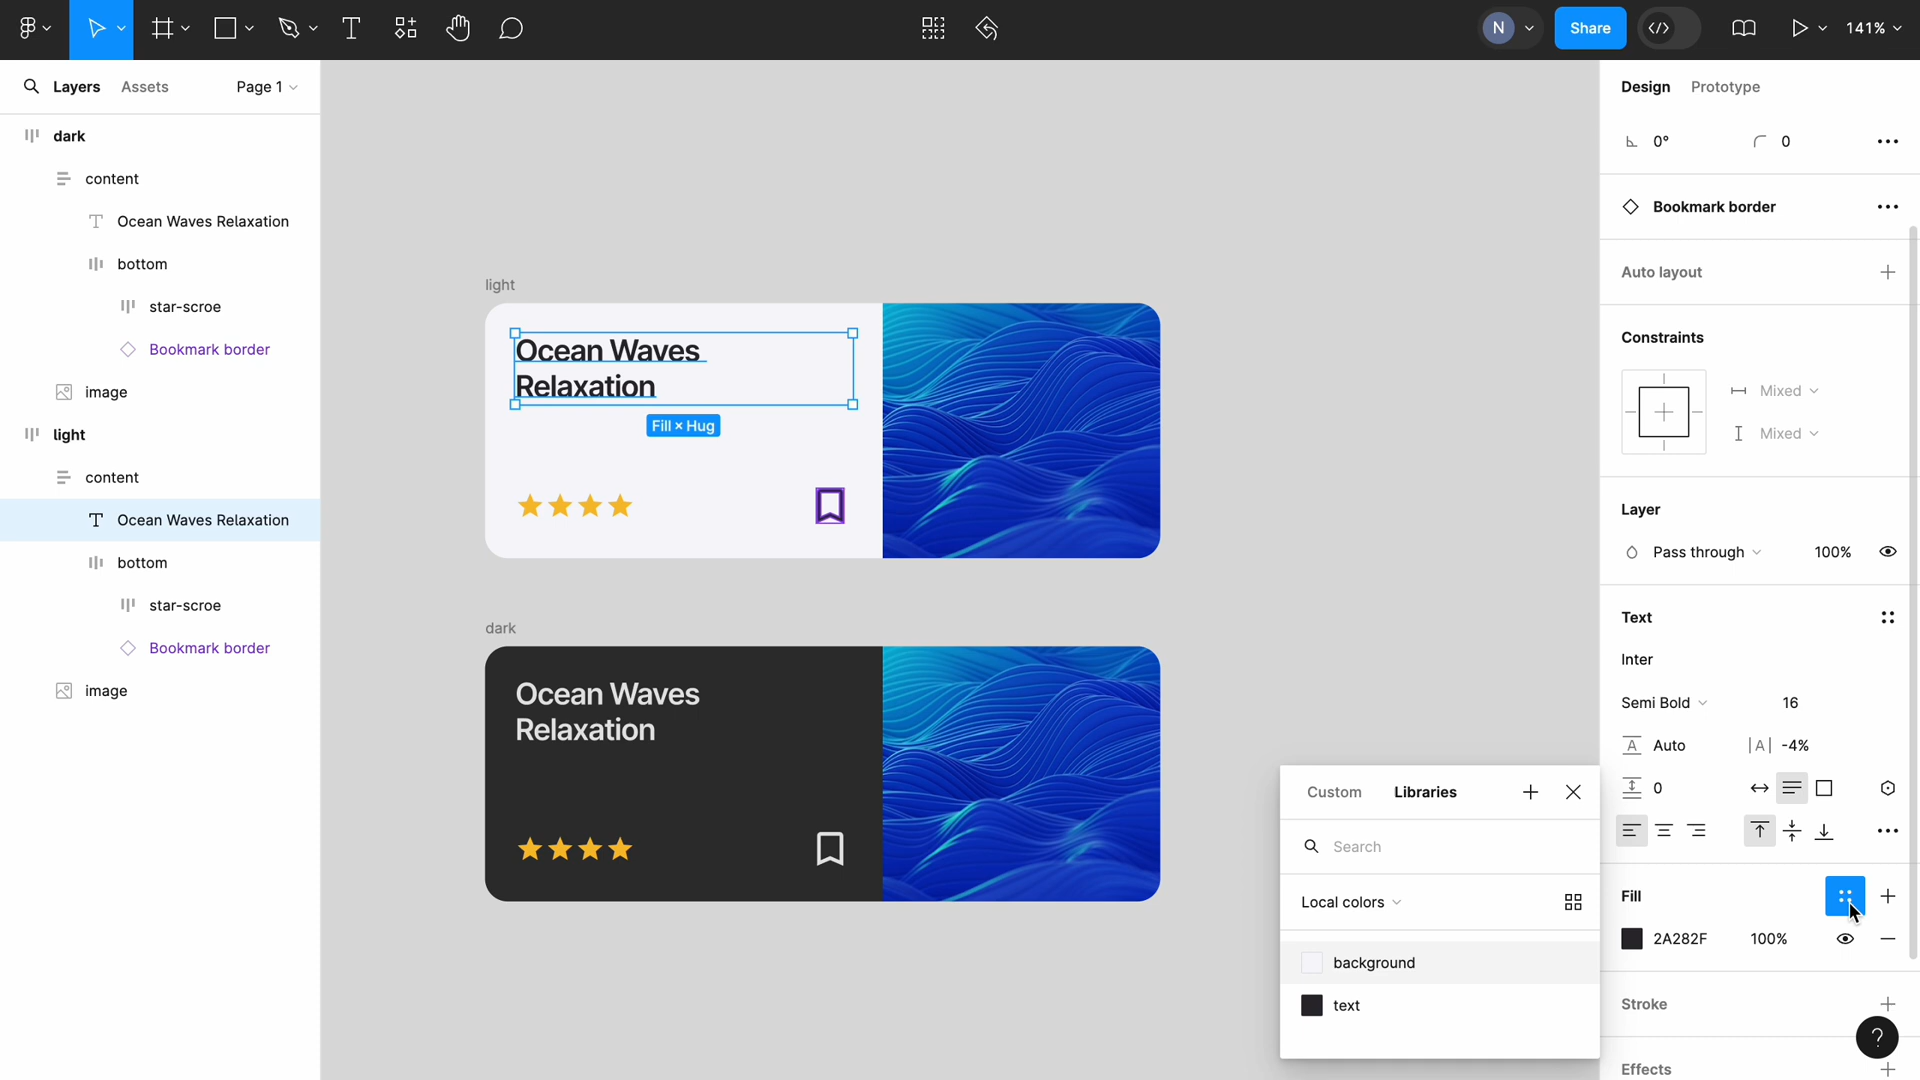 N
Share
141%
Layers
Assets
Page 1
dark
content
Ocean Waves Relaxation
bottom
star-scroe
Bookmark border
image
light
content
Ocean Waves Relaxation
bottom
star-scroe
Bookmark border
image
light
Ocean Waves
Relaxation
Fill × Hug
dark
Ocean Waves
Relaxation
Custom
Libraries
Search
Local colors
background
text
Design
Prototype
0°
0
Bookmark border
Auto layout
Constraints
Mixed
Mixed
Layer
Pass through
100%
Text
Inter
Semi Bold
16
A
Auto
|A|
-4%
0
Fill
2A282F
100%
Stroke
?
Effects